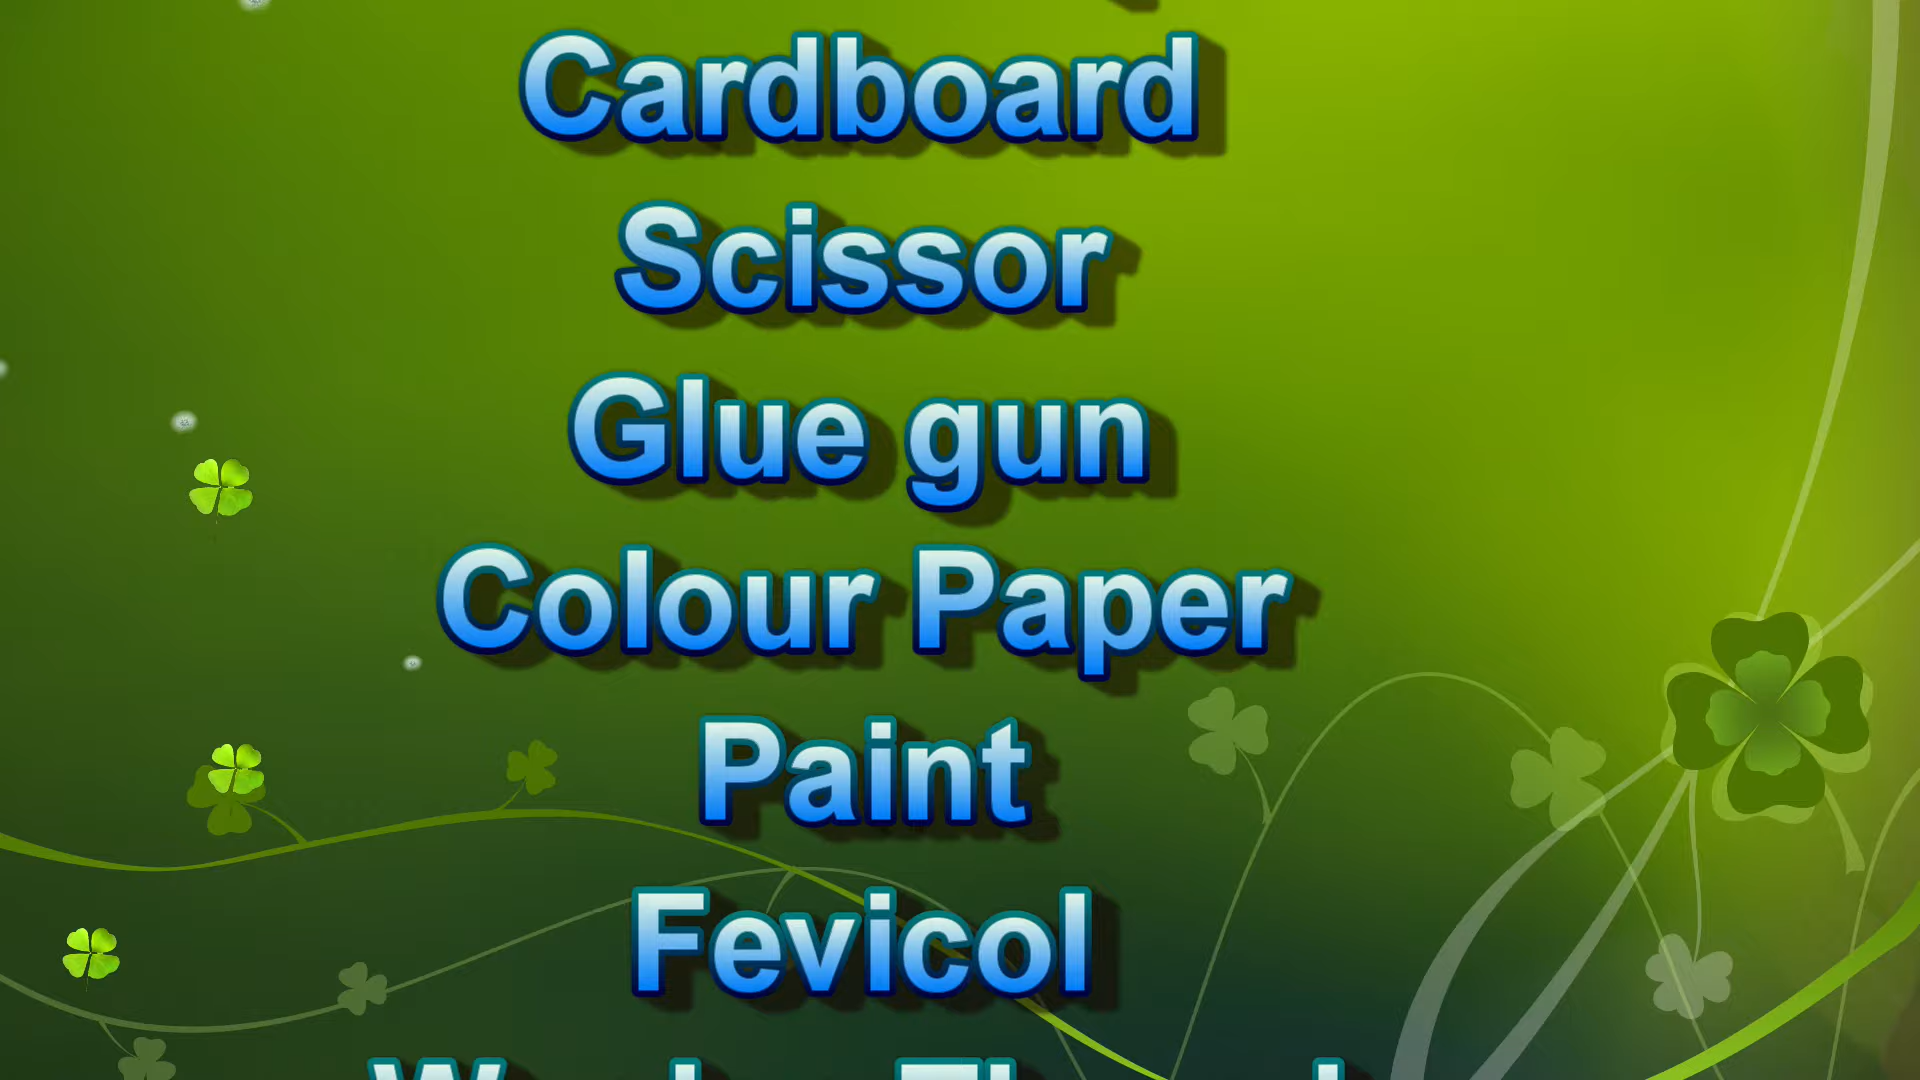 Cardboard
Scissor
Glue gun
Colour Paper
Paint
Fevicol